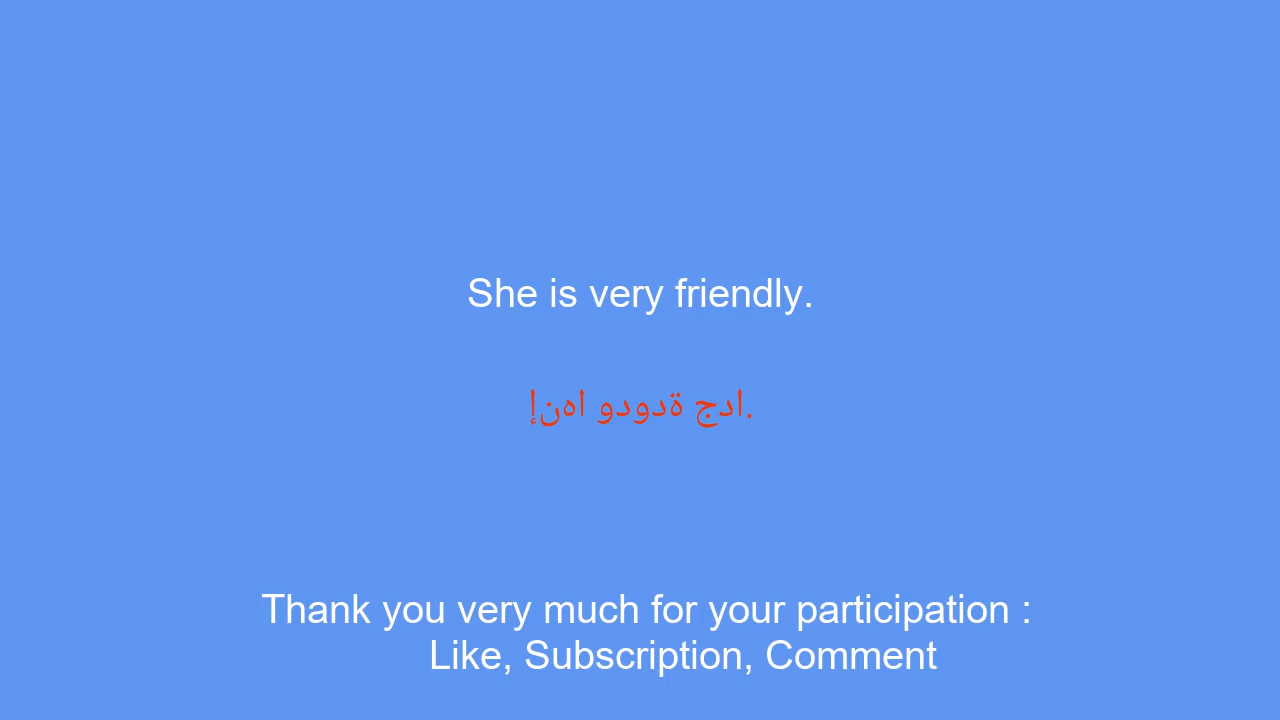 She is very friendly.
إنها ودودة جدا.
Thank you very much for your participation :
Like, Subscription, Comment